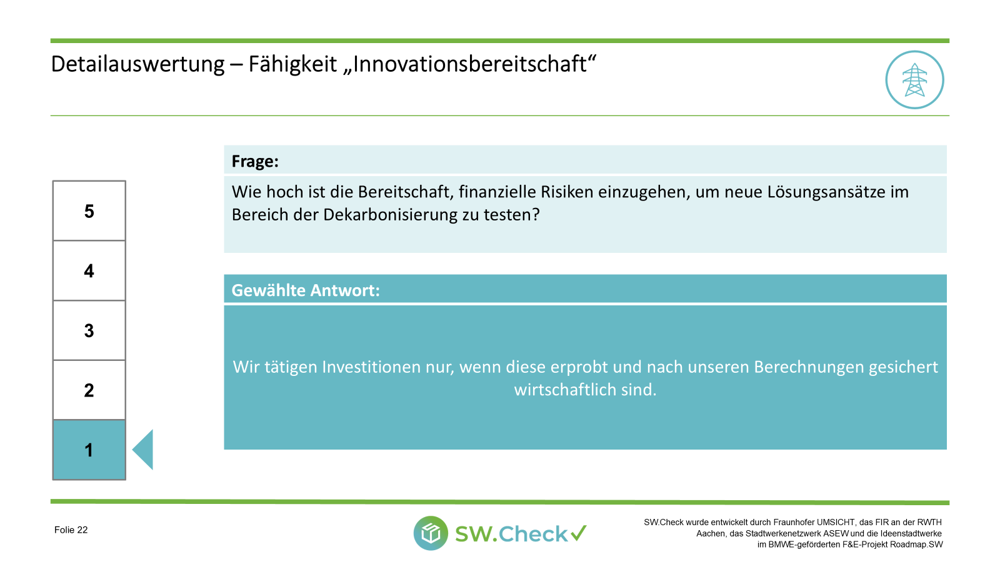 Detailauswertung – Fähigkeit „Innovationsbereitschaft“
Frage:
Wie hoch ist die Bereitschaft, finanzielle Risiken einzugehen, um neue Lösungsansätze im
Bereich der Dekarbonisierung zu testen?
5
4
3
2
1
Gewählte Antwort:
Wir tätigen Investitionen nur, wenn diese erprobt und nach unseren Berechnungen gesichert
wirtschaftlich sind.
Folie 22
SW.Check
SW.Check wurde entwickelt durch Fraunhofer UMSICHT, das FIR an der RWTH
Aachen, das Stadtwerkenetzwerk ASEW und die Ideenstadtwerke
im BMWE-geförderten F&E-Projekt Roadmap.SW